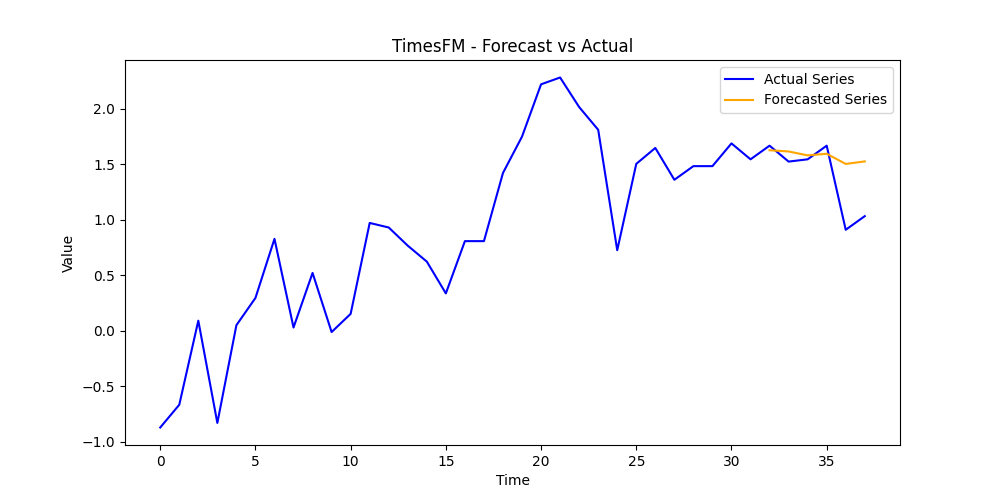 TimesFM - Forecast vs Actual
Actual Series
Forecasted Series
2.0
1.5
1.0
0.5
0.0
−0.5
−1.0
Value
0 5 10 15 20 25 30 35
Time